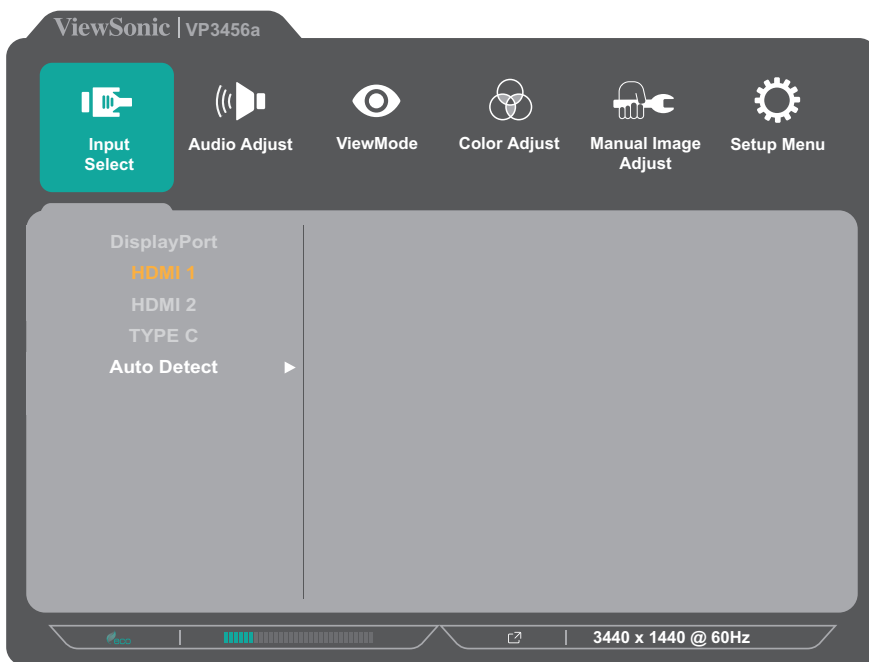 ViewSonic | VP3456a
Input
Select
Audio Adjust
ViewMode
Color Adjust
Manual Image
Adjust
Setup Menu
DisplayPort
HDMI 1
HDMI 2
TYPE C
Auto Detect
eco
3440 x 1440 @ 60Hz